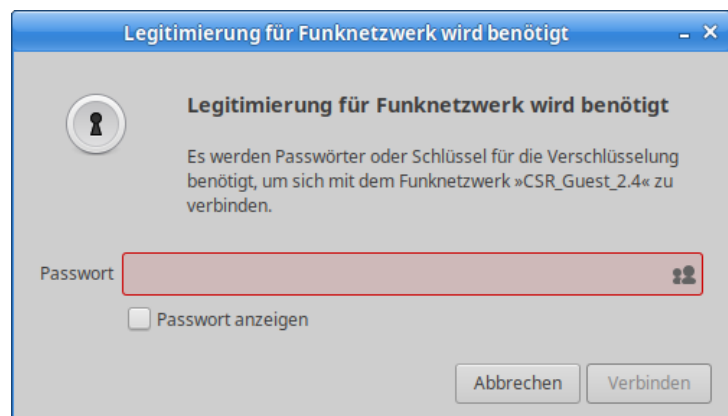 Legitimierung für Funknetzwerk wird benötigt
Legitimierung für Funknetzwerk wird benötigt
Es werden Passwörter oder Schlüssel für die Verschlüsselung
benötigt, um sich mit dem Funknetzwerk »CSR_Guest_2.4« zu
verbinden.
Passwort
Passwort anzeigen
Abbrechen Verbinden